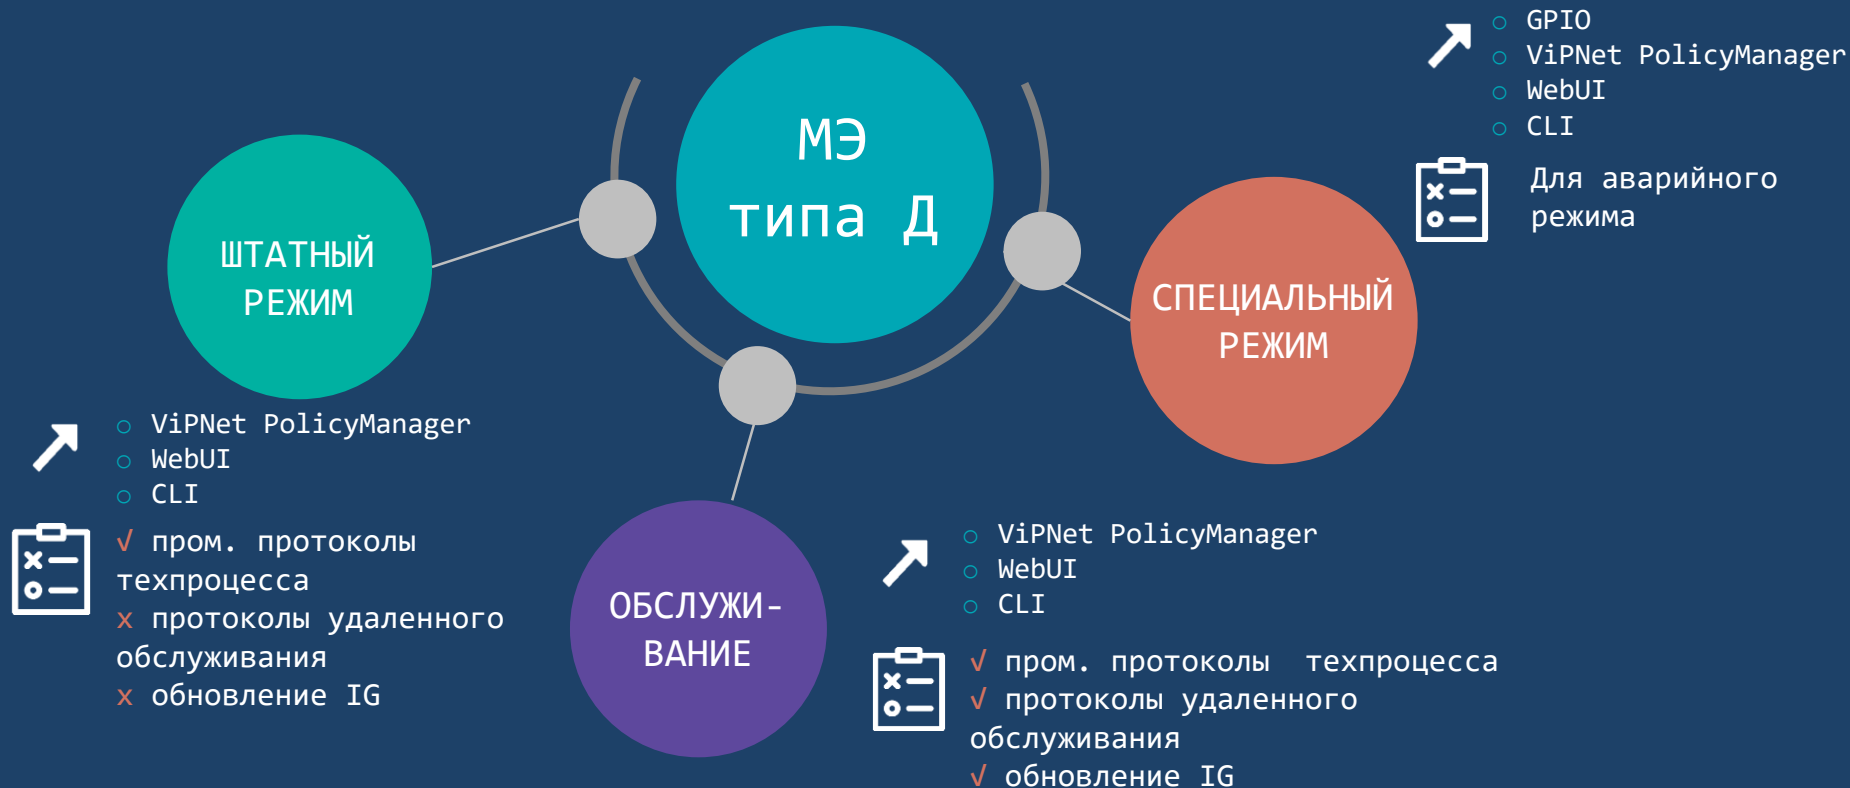 МЭ
типа Д
ШТАТНЫЙ
РЕЖИМ
○ ViPNet PolicyManager
○ WebUI
○ CLI
√ пром. протоколы
техпроцесса
x протоколы удаленного
обслуживания
x обновление IG
ОБСЛУЖИ-
ВАНИЕ
○ ViPNet PolicyManager
○ WebUI
○ CLI
√ пром. протоколы техпроцесса
√ протоколы удаленного
обслуживания
√ обновление IG
СПЕЦИАЛЬНЫЙ
РЕЖИМ
○ GPIO
○ ViPNet PolicyManager
○ WebUI
○ CLI
Для аварийного
режима